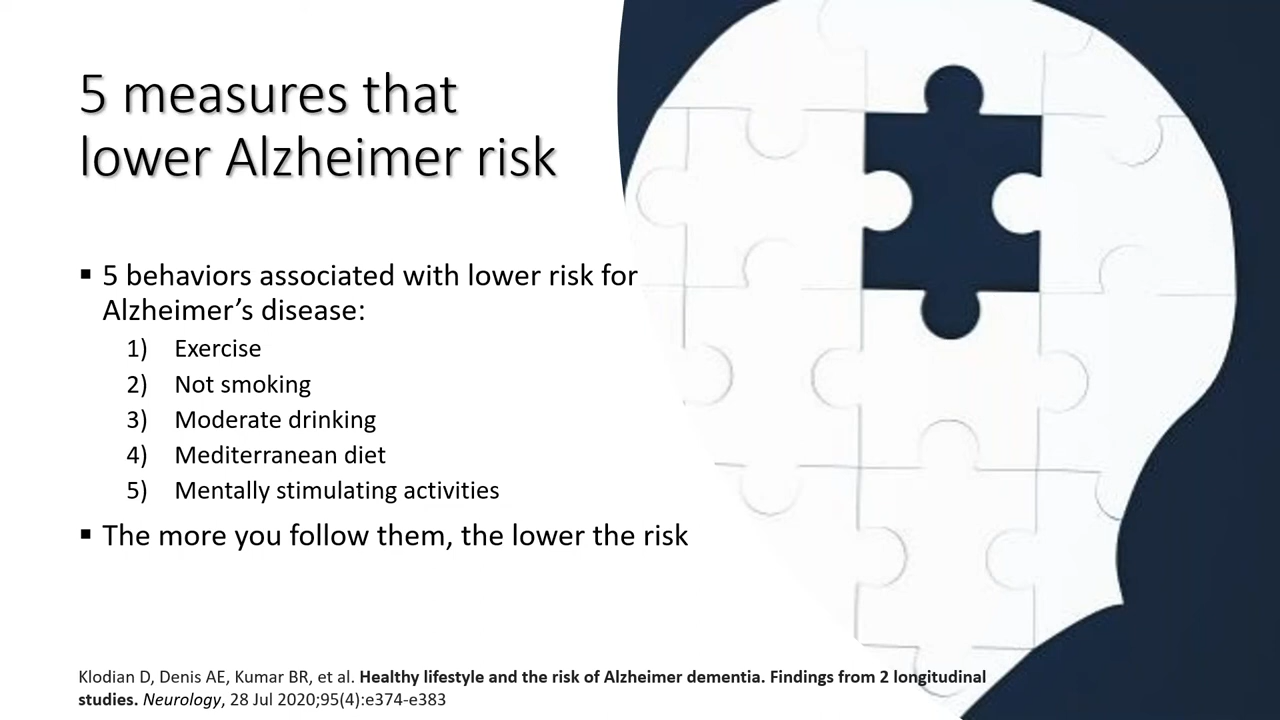 5 measures that
lower Alzheimer risk
▪ 5 behaviors associated with lower risk for
Alzheimer’s disease:
1) Exercise
2) Not smoking
3) Moderate drinking
4) Mediterranean diet
5) Mentally stimulating activities
▪ The more you follow them, the lower the risk
Klodian D, Denis AE, Kumar BR, et al. Healthy lifestyle and the risk of Alzheimer dementia. Findings from 2 longitudinal
studies. Neurology, 28 Jul 2020;95(4):e374-e383